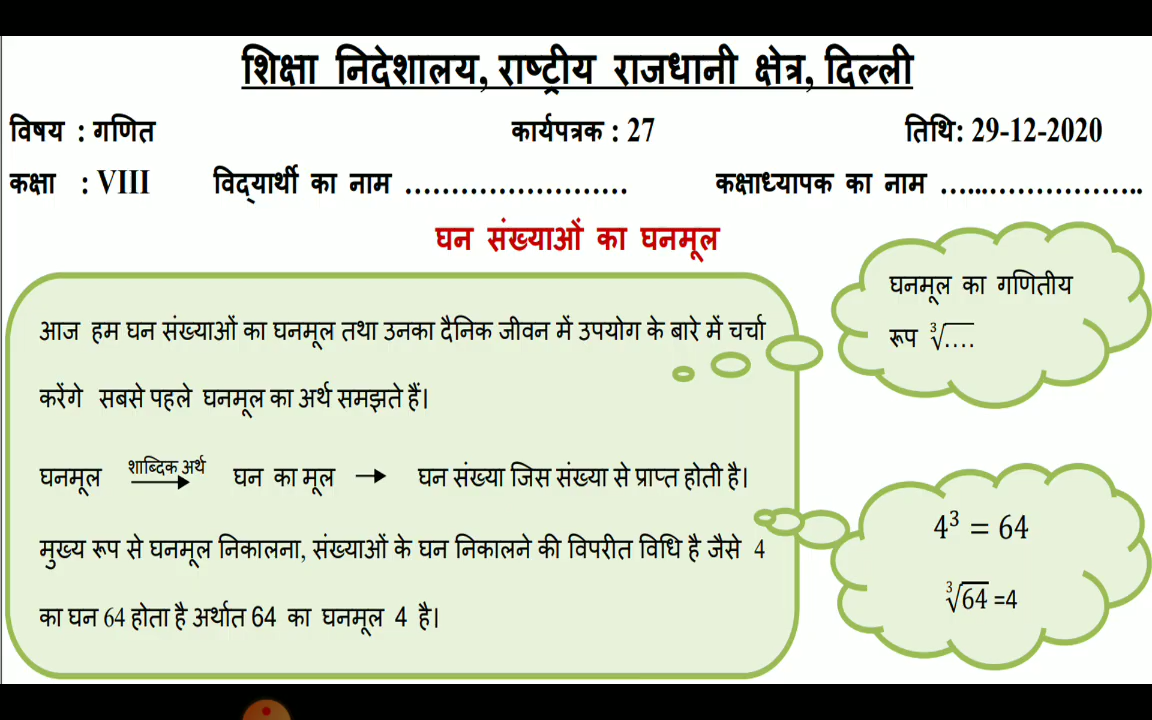 शिक्षा निदेशालय, राष्ट्रीय राजधानी क्षेत्र, दिल्ली
विषय : गणित कार्यपत्रक : 27 तिथि: 29-12-2020
कक्षा : VIII विद्यार्थी का नाम ........................ कक्षाध्यापक का नाम ........................
घन संख्याओं का घनमूल
आज हम घन संख्याओं का घनमूल तथा उनका दैनिक जीवन में उपयोग के बारे में चर्चा
करेंगे सबसे पहले घनमूल का अर्थ समझते हैं।
घनमूल शाब्दिक अर्थ → घन का मूल → घन संख्या जिस संख्या से प्राप्त होती है।
मुख्य रूप से घनमूल निकालना, संख्याओं के घन निकालने की विपरीत विधि है जैसे 4
का घन 64 होता है अर्थात 64 का घनमूल 4 है।
घनमूल का गणितीय
रूप ∛....
4³ = 64
∛64 =4